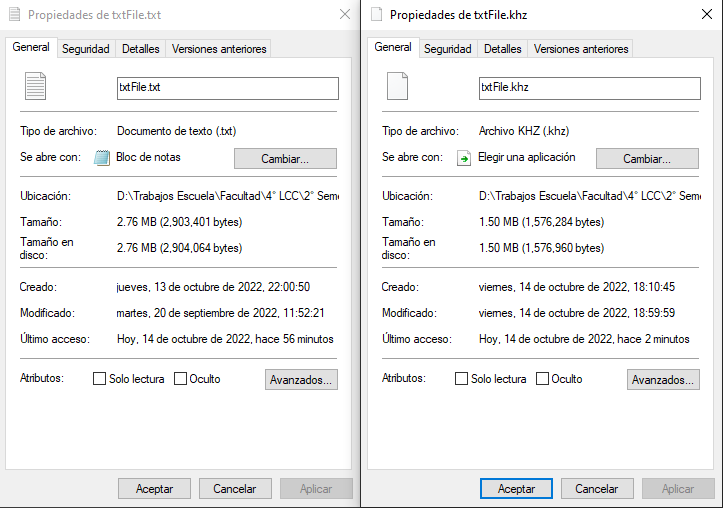 Propiedades de txtFile.txt
General Seguridad Detalles Versiones anteriores
txtFile.txt
Tipo de archivo: Documento de texto (.txt)
Se abre con: Bloc de notas Cambiar...
Ubicación: D:\Trabajos Escuela\Facultad\4° LCC\2° Seme
Tamaño: 2.76 MB (2,903,401 bytes)
Tamaño en
disco: 2.76 MB (2,904,064 bytes)
Creado: jueves, 13 de octubre de 2022, 22:00:50
Modificado: martes, 20 de septiembre de 2022, 11:52:21
Último acceso: Hoy, 14 de octubre de 2022, hace 56 minutos
Atributos: Solo lectura Oculto Avanzados...
Aceptar Cancelar Aplicar
Propiedades de txtFile.khz
General Seguridad Detalles Versiones anteriores
txtFile.khz
Tipo de archivo: Archivo KHZ (.khz)
Se abre con: Elegir una aplicación Cambiar...
Ubicación: D:\Trabajos Escuela\Facultad\4° LCC\2° Seme
Tamaño: 1.50 MB (1,576,284 bytes)
Tamaño en
disco: 1.50 MB (1,576,960 bytes)
Creado: viernes, 14 de octubre de 2022, 18:10:45
Modificado: viernes, 14 de octubre de 2022, 18:59:59
Último acceso: Hoy, 14 de octubre de 2022, hace 2 minutos
Atributos: Solo lectura Oculto Avanzados...
Aceptar Cancelar Aplicar